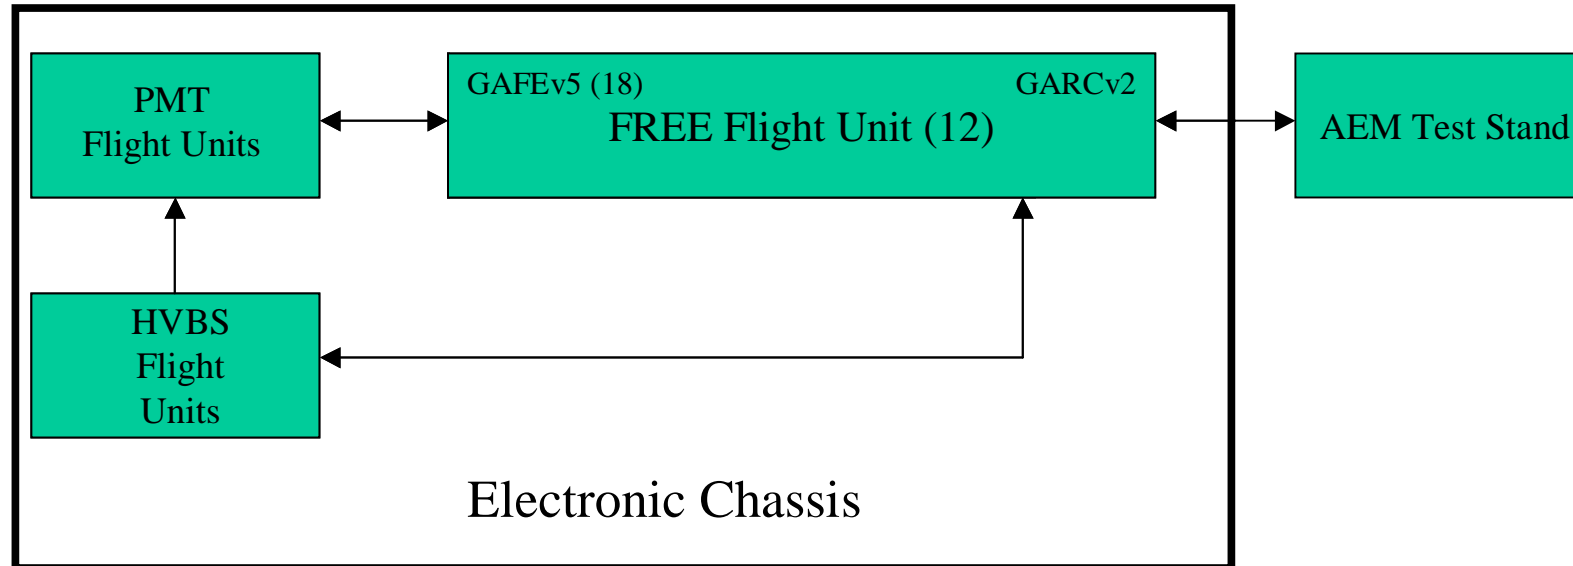 PMT
Flight Units
GAFEv5 (18)
GARCv2
FREE Flight Unit (12)
AEM Test Stand
HVBS
Flight
Units
Electronic Chassis